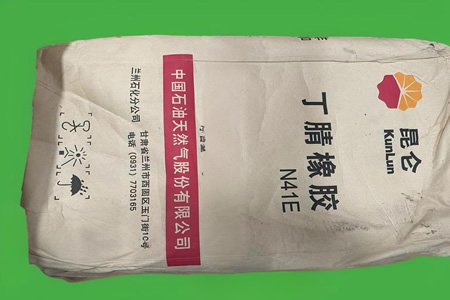 昆仑
KunLun
丁腈橡胶
N41E
中国石油天然气股份有限公司
兰州石化分公司
甘肃省兰州市西固区玉门街10号
电话 (0931) 7703165